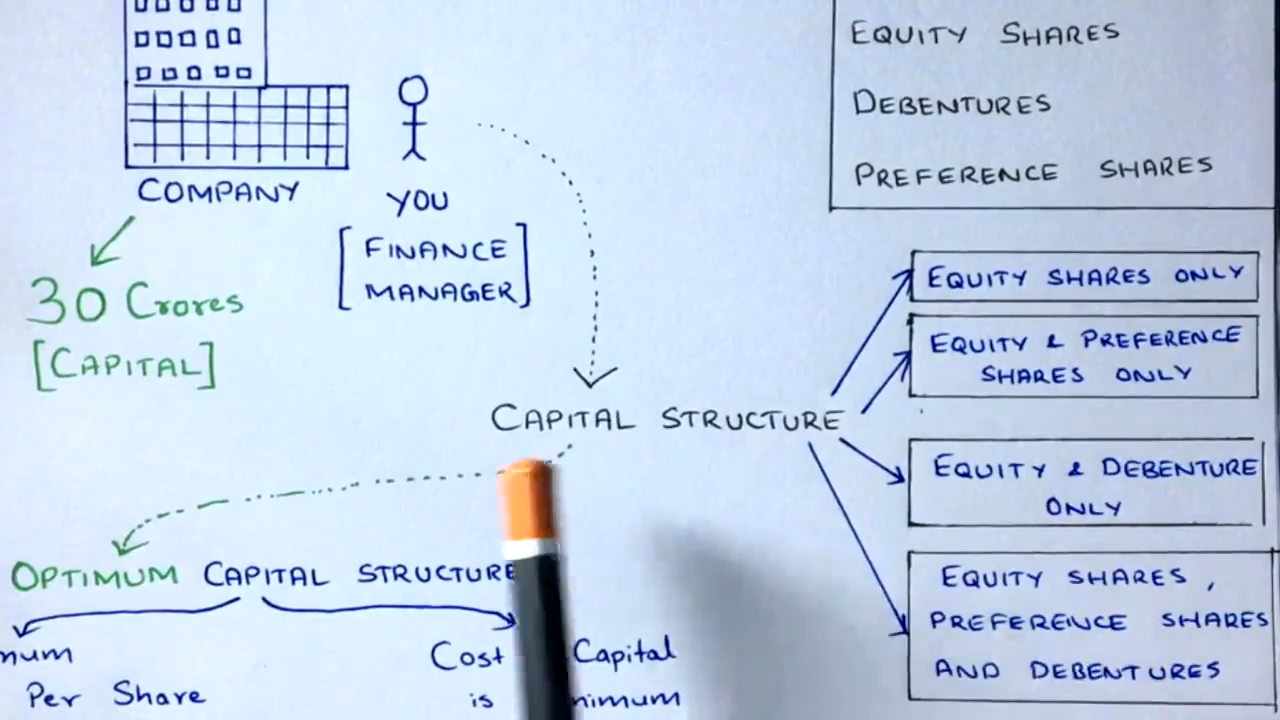 EQUITY SHARES
DEBENTURES
PREFERENCE SHARES
COMPANY
YOU
[FINANCE
MANAGER]
30 Crores
[CAPITAL]
CAPITAL STRUCTURE
EQUITY SHARES ONLY
EQUITY & PREFERENCE
SHARES ONLY
EQUITY & DEBENTURE
ONLY
EQUITY SHARES,
PREFERENCE SHARES
AND DEBENTURES
OPTIMUM CAPITAL STRUCTURE
Per Share
Cost Capital
is